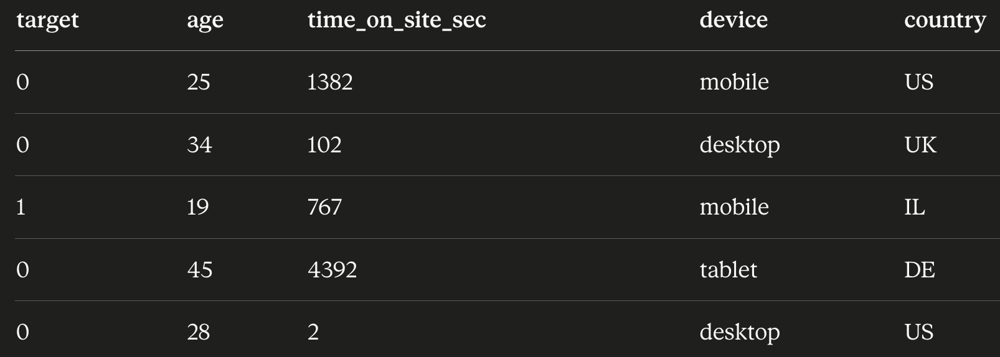 target age time_on_site_sec device country
0 25 1382 mobile US
0 34 102 desktop UK
1 19 767 mobile IL
0 45 4392 tablet DE
0 28 2 desktop US